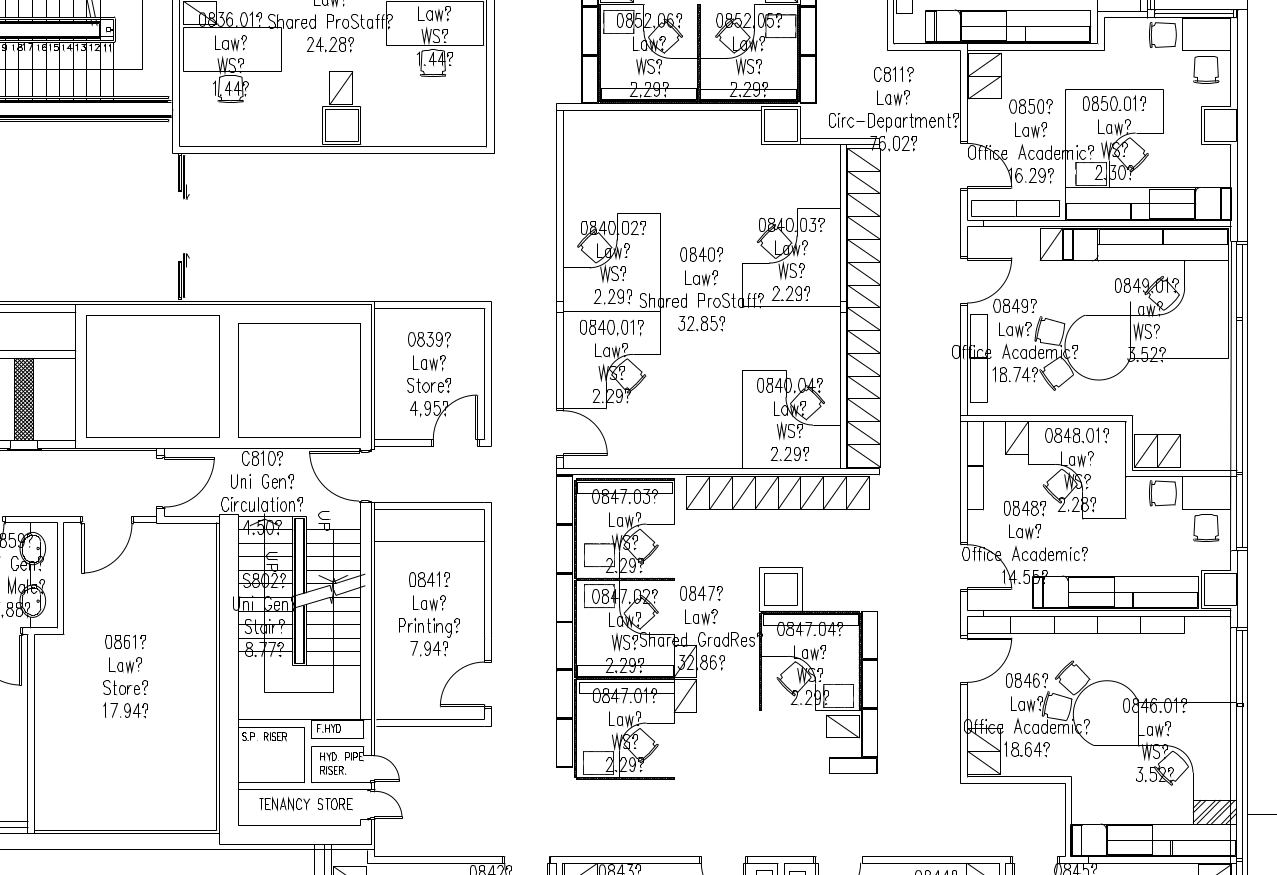 0836.01?
Law?
WS?
1.44?
Law?
Shared ProStaff?
24.28?
Law?
WS?
1.44?
9 18 17 16 15 14 13 12 11
0852.06?
Law?
WS?
2.29?
0852.05?
Law?
WS?
2.29?
C811?
Law?
Circ-Department?
76.02?
0850?
Law?
Office Academic?
16.29?
0850.01?
Law?
WS?
2.30?
0840.02?
Law?
WS?
2.29?
0840?
Law?
Shared ProStaff?
32.85?
0840.03?
Law?
WS?
2.29?
0840.01?
Law?
WS?
2.29?
0840.04?
Law?
WS?
2.29?
0849?
Law?
Office Academic?
18.74?
0849.01?
Law?
WS?
3.52?
0839?
Law?
Store?
4.95?
C810?
Uni Gen?
Circulation?
4.50?
UP
UP
S802?
Uni Gen?
Stair?
8.77?
0848.01?
Law?
WS?
2.28?
0848?
Law?
Office Academic?
14.55?
0847.03?
Law?
WS?
2.29?
0847.02?
Law?
WS?
2.29?
0847?
Law?
Shared GradRes?
32.86?
0847.04?
Law?
WS?
2.29?
0847.01?
Law?
WS?
2.29?
859?
Gen?
Male?
.88?
0861?
Law?
Store?
17.94?
0841?
Law?
Printing?
7.94?
0846?
Law?
Office Academic?
18.64?
0846.01?
Law?
WS?
3.52?
S.P. RISER
F.HYD
HYD. PIPE
RISER.
TENANCY STORE
0842?
0843?
0844?
0845?